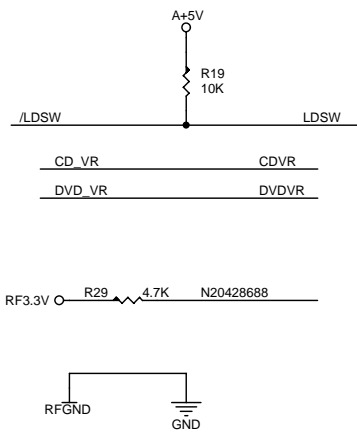 A+5V
R19
10K
/LDSW LDSW
CD_VR CDVR
DVD_VR DVDVR
RF3.3V R29 4.7K N20428688
RFGND
GND